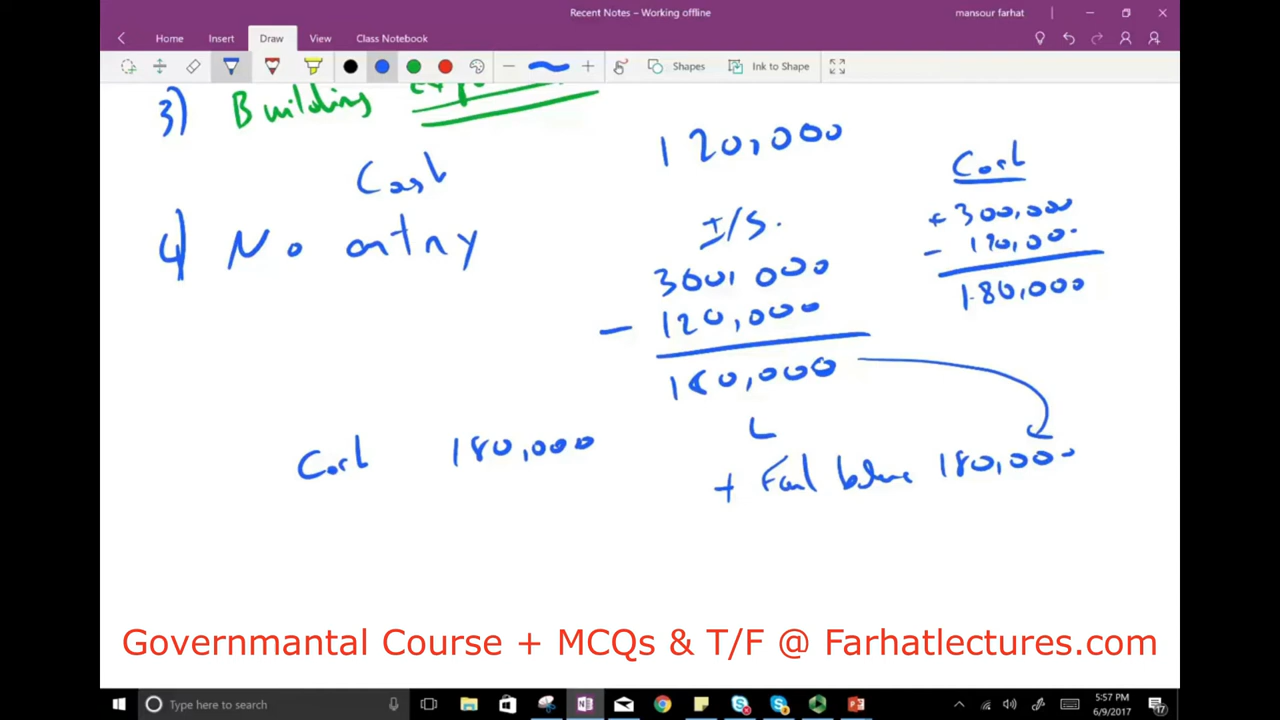 Recent Notes – Working offline
mansour farhat
Home Insert Draw View Class Notebook
Shapes
Ink to Shape
3) Building
Cash 120,000
4) No entry
I/S.
300,000
- 120,000
180,000
Cash
+ 300,000
- 120,000
180,000
Cash 180,000
+ Fund balance 180,000
Governmantal Course + MCQs & T/F @ Farhatlectures.com
Type here to search
5:57 PM
6/9/2017
17